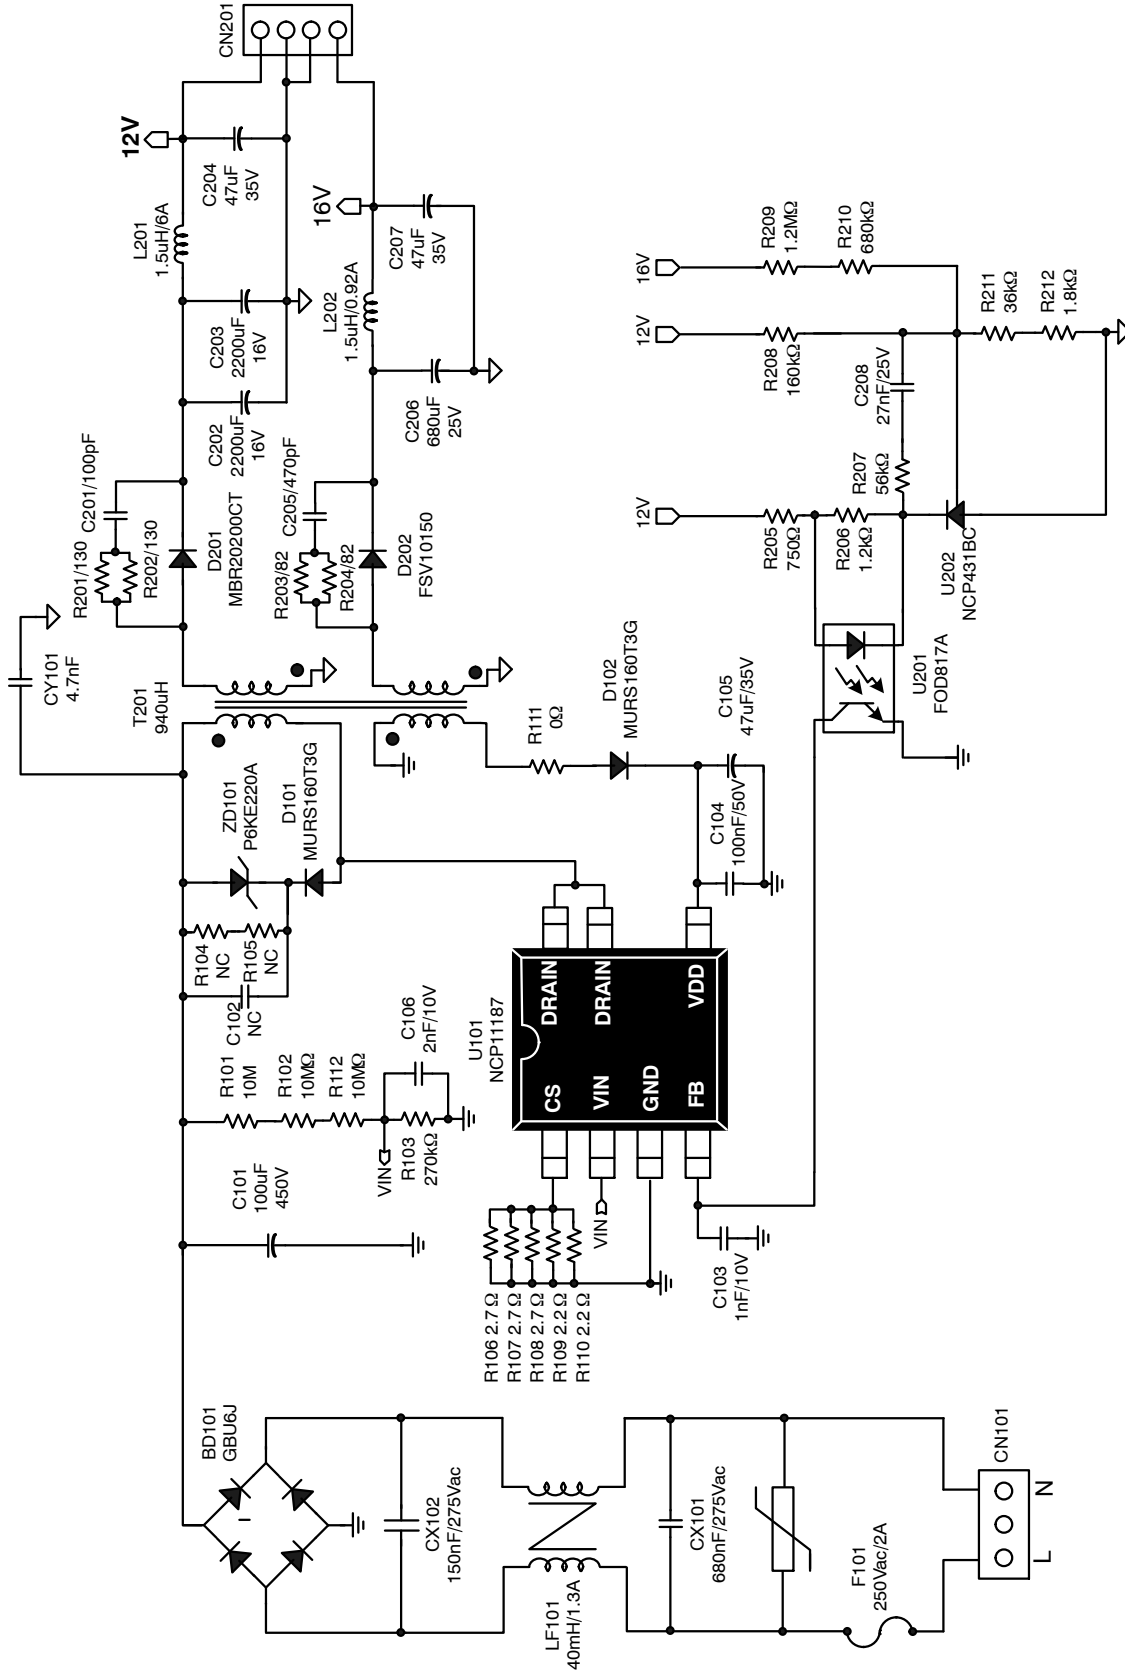 CN201
12V
C204
47uF
35V
L201
1.5uH/6A
C203
2200uF
16V
C202
2200uF
16V
16V
C207
47uF
35V
L202
1.5uH/0.92A
C206
680uF
25V
C201/100pF
R201/130
R202/130
D201
MBR20200CT
C205/470pF
R203/82
R204/82
D202
FSV10150
CY101
4.7nF
T201
940uH
ZD101
P6KE220A
D101
MURS160T3G
R104
NC
R105
NC
C102
NC
R111
0Ω
D102
MURS160T3G
C105
47uF/35V
C104
100nF/50V
R101
10M
R102
10MΩ
R112
10MΩ
C106
2nF/10V
R103
270kΩ
VIN
C101
100uF
450V
U101
NCP11187
DRAIN
DRAIN
VDD
CS
VIN
GND
FB
VIN
R106 2.7 Ω
R107 2.7 Ω
R108 2.7 Ω
R109 2.2 Ω
R110 2.2 Ω
C103
1nF/10V
16V
R209
1.2MΩ
R210
680kΩ
12V
R208
160kΩ
R211
36kΩ
R212
1.8kΩ
C208
27nF/25V
R207
56kΩ
12V
R205
750Ω
R206
1.2kΩ
U202
NCP431BC
U201
FOD817A
BD101
GBU6J
CX102
150nF/275Vac
LF101
40mH/1.3A
CX101
680nF/275Vac
F101
250Vac/2A
CN101
L
N